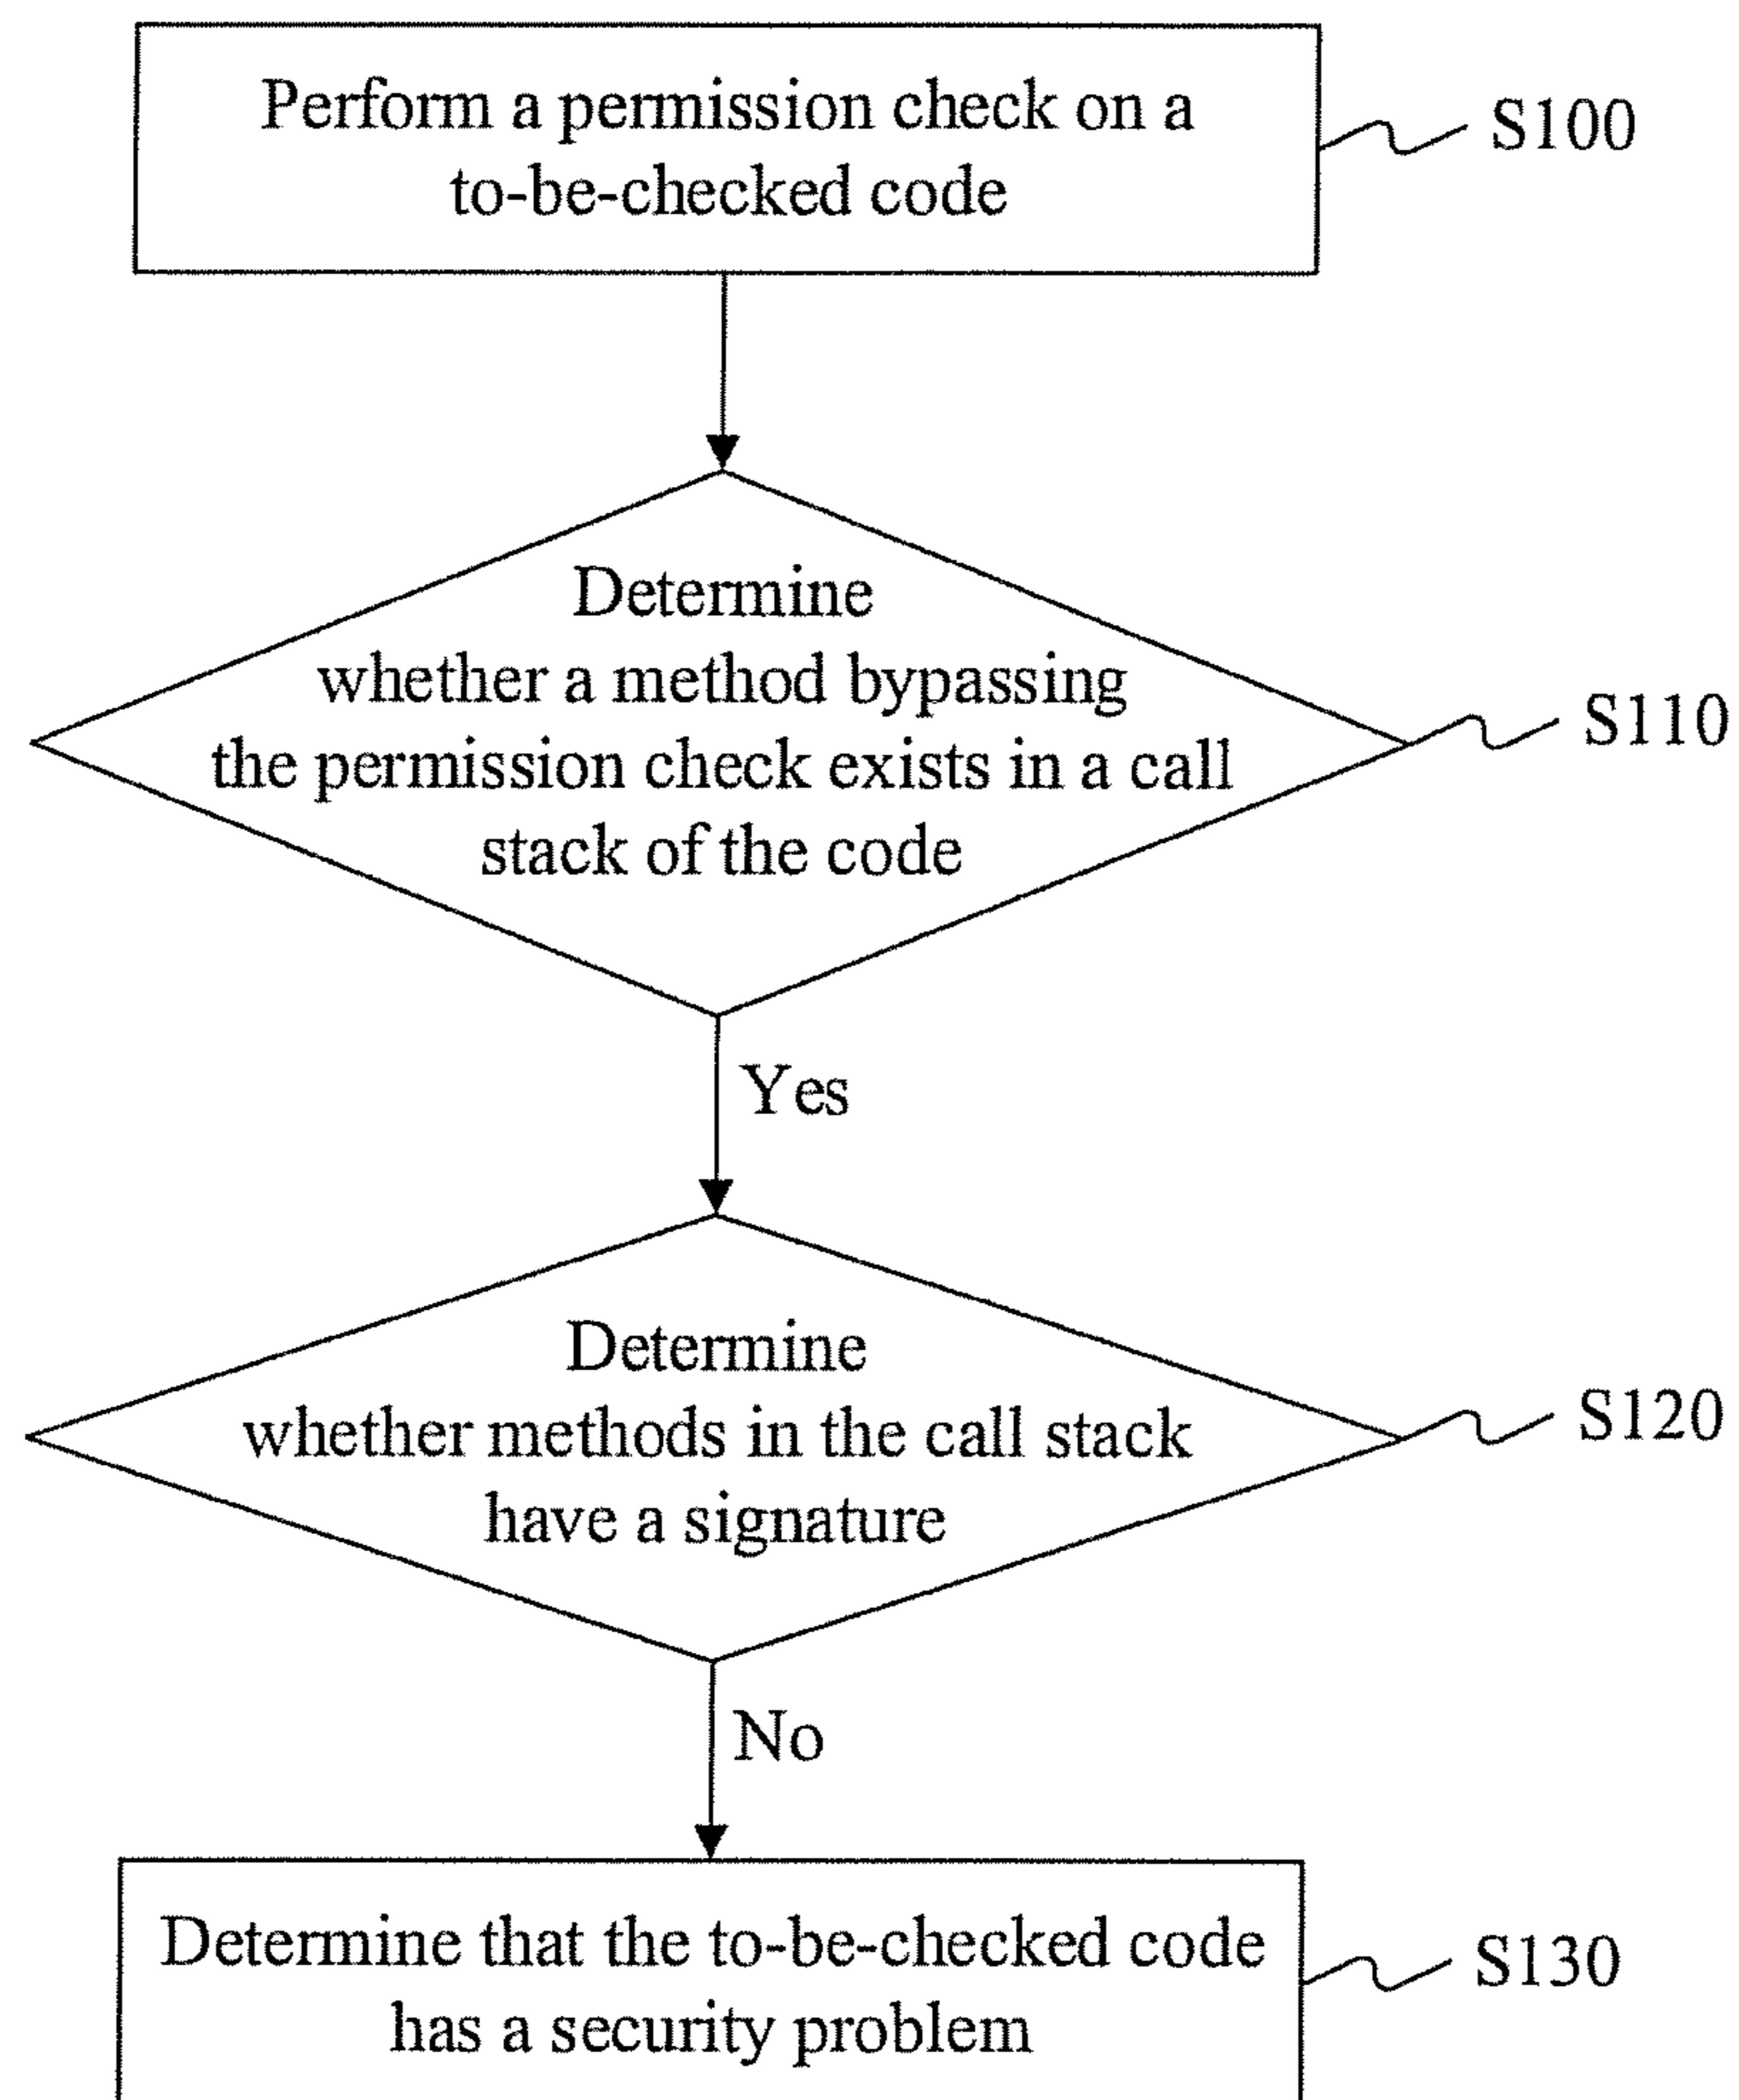 Perform a permission check on a
to-be-checked code
S100
Determine
whether a method bypassing
the permission check exists in a call
stack of the code
S110
Yes
Determine
whether methods in the call stack
have a signature
S120
No
Determine that the to-be-checked code
has a security problem
S130